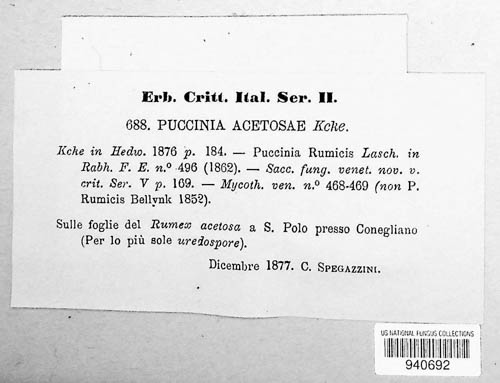 Erb. Critt. Ital. Ser. II.
688. PUCCINIA ACETOSAE Kcke.
Kcke in Hedw. 1876 p. 184. — Puccinia Rumicis Lasch. in
Rabh. F. E. n.º 496 (1862). — Sacc. fung. venet. nov. v.
crit. Ser. V p. 169. — Mycoth. ven. n.º 468-469 (non P.
Rumicis Bellynk 1852).
Sulle foglie del Rumex acetosa a S. Polo presso Conegliano
(Per lo più sole uredospore).
Dicembre 1877. C. SPEGAZZINI.
US NATIONAL FUNGUS COLLECTIONS
940692